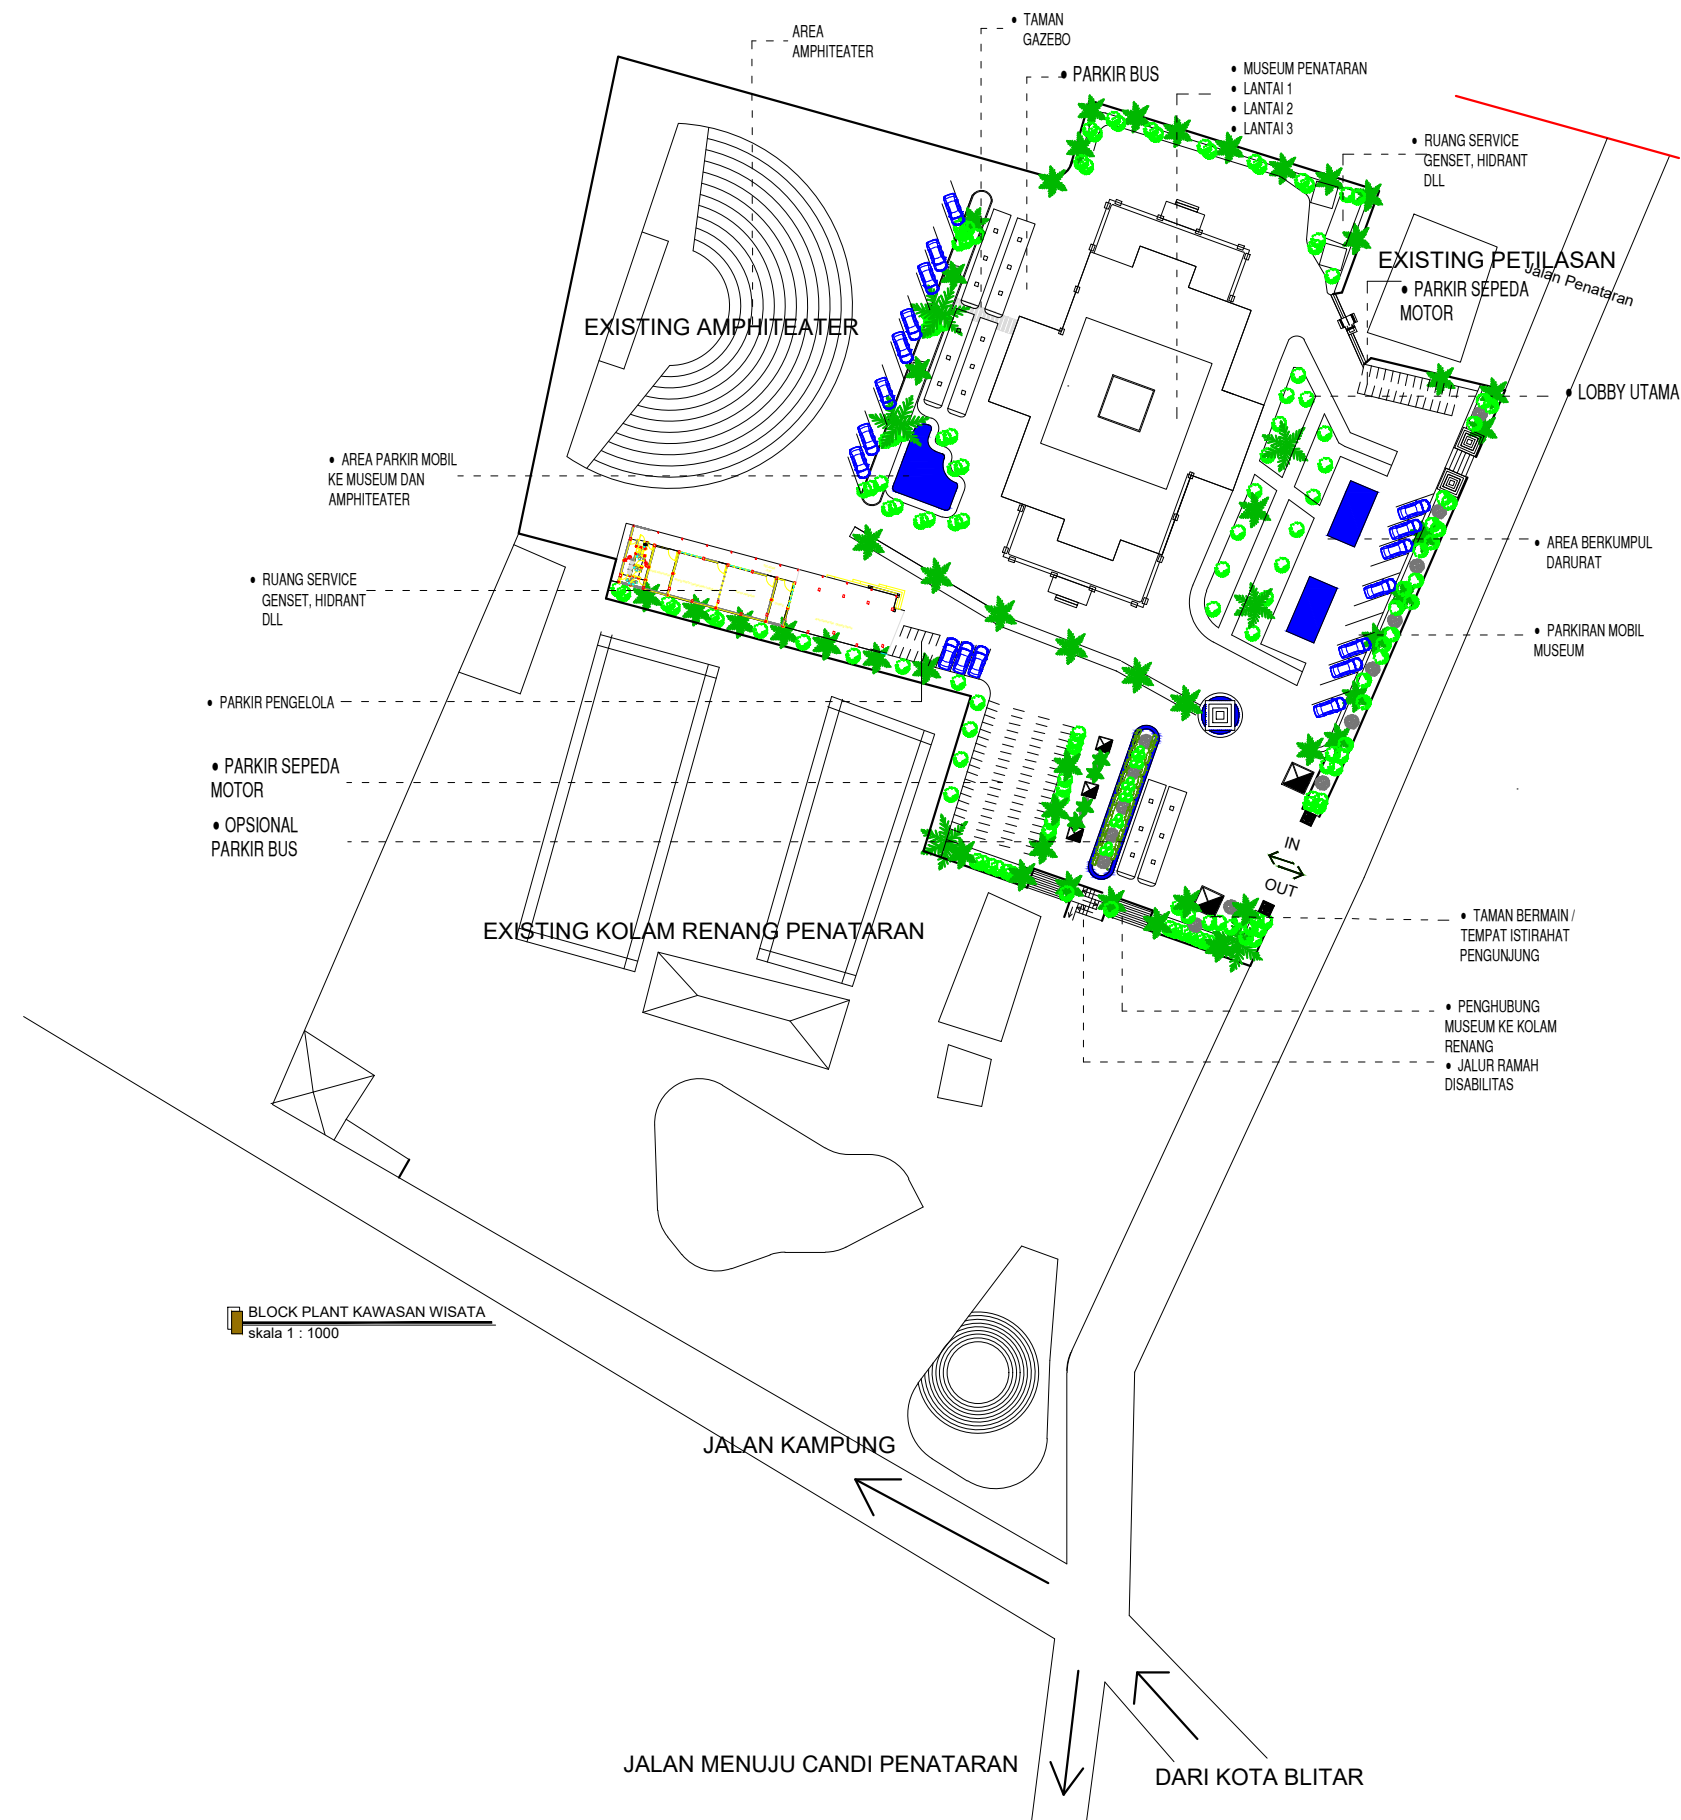 AREA
AMPHITEATER
• TAMAN
GAZEBO
• PARKIR BUS
• MUSEUM PENATARAN
• LANTAI 1
• LANTAI 2
• LANTAI 3
• RUANG SERVICE
GENSET, HIDRANT
DLL
EXISTING PETILASAN
Jalan Penataran
• PARKIR SEPEDA
MOTOR
EXISTING AMPHITEATER
• LOBBY UTAMA
• AREA PARKIR MOBIL
KE MUSEUM DAN
AMPHITEATER
• AREA BERKUMPUL
DARURAT
• RUANG SERVICE
GENSET, HIDRANT
DLL
• PARKIRAN MOBIL
MUSEUM
• PARKIR PENGELOLA
• PARKIR SEPEDA
MOTOR
• OPSIONAL
PARKIR BUS
IN
OUT
EXISTING KOLAM RENANG PENATARAN
• TAMAN BERMAIN /
TEMPAT ISTIRAHAT
PENGUNJUNG
• PENGHUBUNG
MUSEUM KE KOLAM
RENANG
• JALUR RAMAH
DISABILITAS
BLOCK PLANT KAWASAN WISATA
skala 1 : 1000
JALAN KAMPUNG
JALAN MENUJU CANDI PENATARAN
DARI KOTA BLITAR